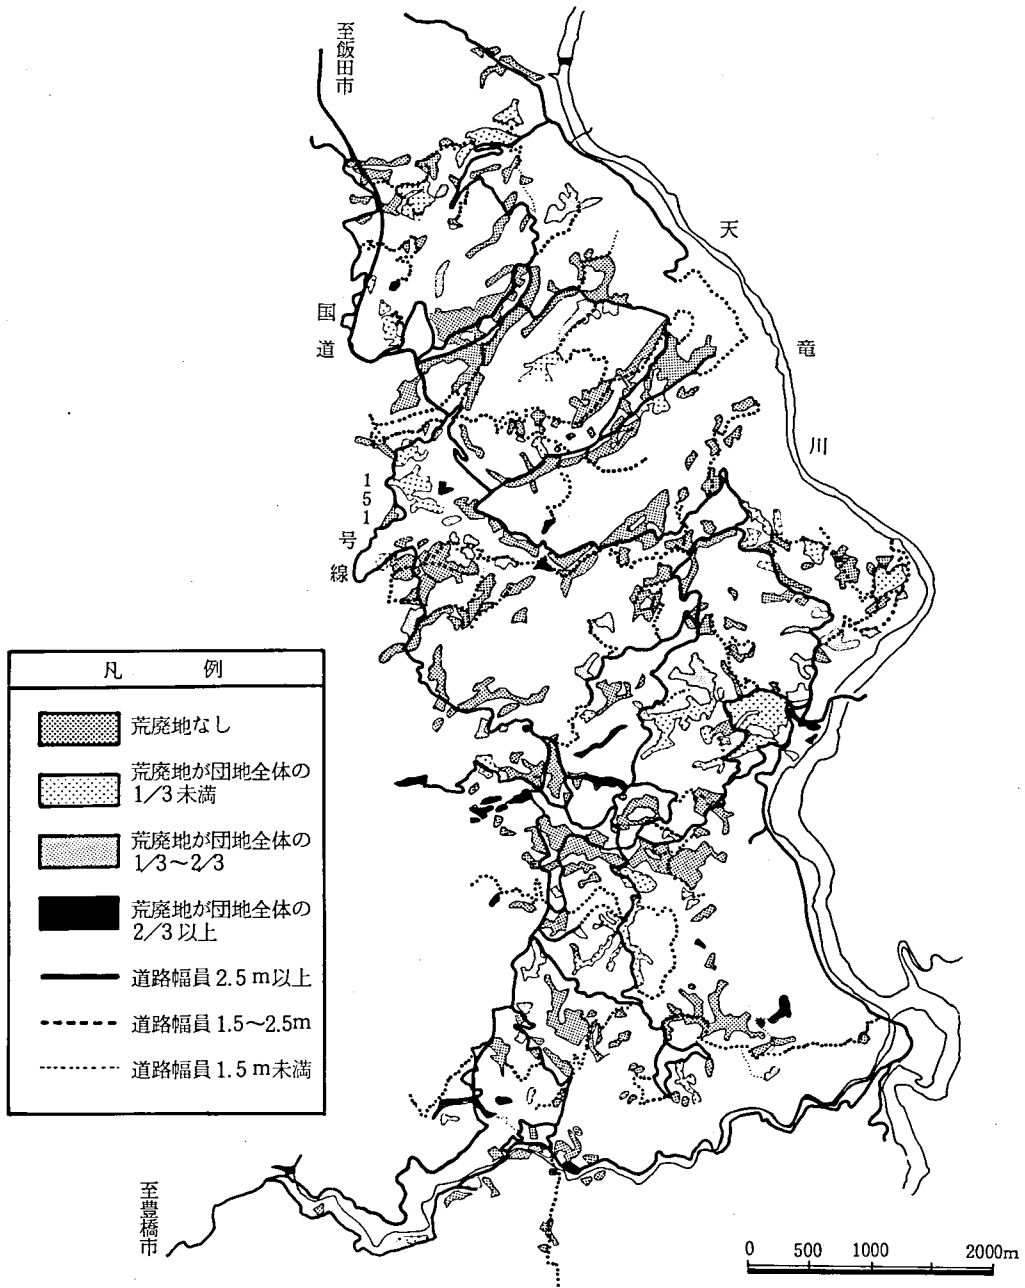 至飯田市
天
竜
川
国
道
151
号
線
凡 例
荒廃地なし
荒廃地が団地全体の
1/3未満
荒廃地が団地全体の
1/3～2/3
荒廃地が団地全体の
2/3以上
道路幅員2.5m以上
道路幅員1.5～2.5m
道路幅員1.5m未満
至豊橋市
0 500 1000 2000m